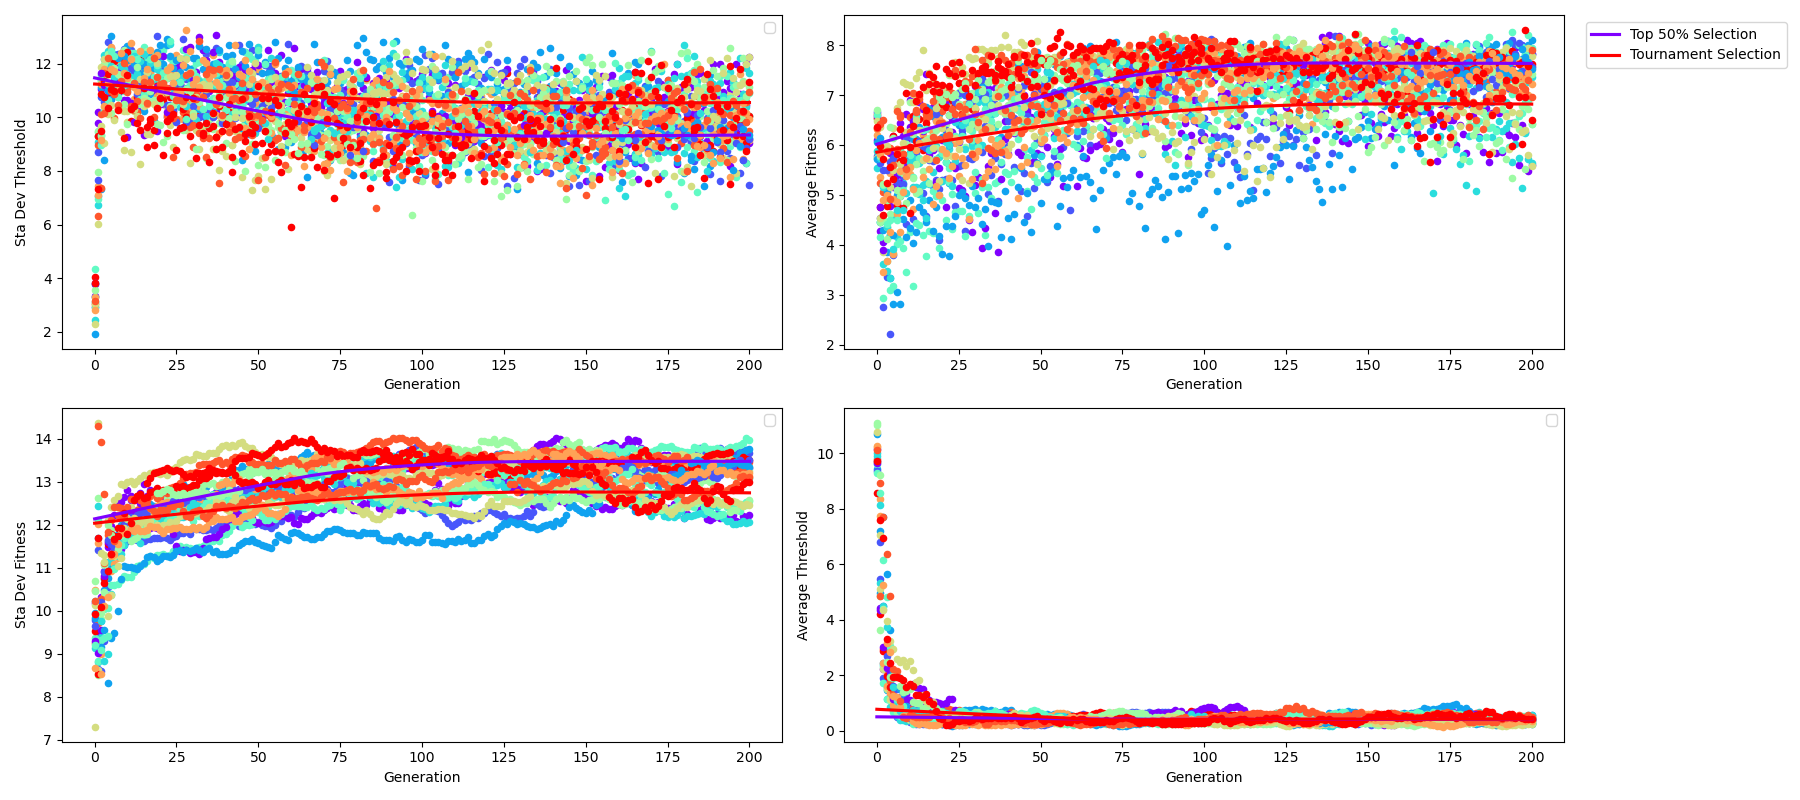 Sta Dev Threshold
12
10
8
6
4
2
0 25 50 75 100 125 150 175 200
Generation
Average Fitness
8
7
6
5
4
3
2
0 25 50 75 100 125 150 175 200
Generation
Top 50% Selection
Tournament Selection
Sta Dev Fitness
14
13
12
11
10
9
8
7
0 25 50 75 100 125 150 175 200
Generation
Average Threshold
10
8
6
4
2
0
0 25 50 75 100 125 150 175 200
Generation